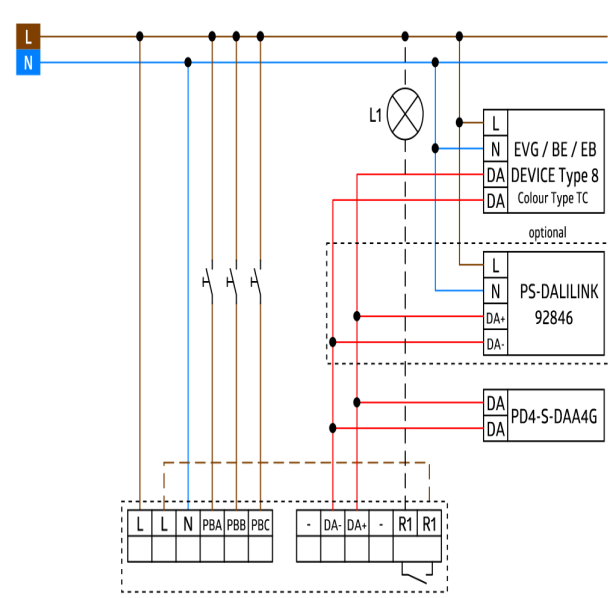 L
N
L1
L
N EVG / BE / EB
DA DEVICE Type 8
DA Colour Type TC
optional
L
N PS-DALILINK
DA+ 92846
DA-
DA
DA PD4-S-DAA4G
L L N PBA PBB PBC - DA- DA+ - R1 R1